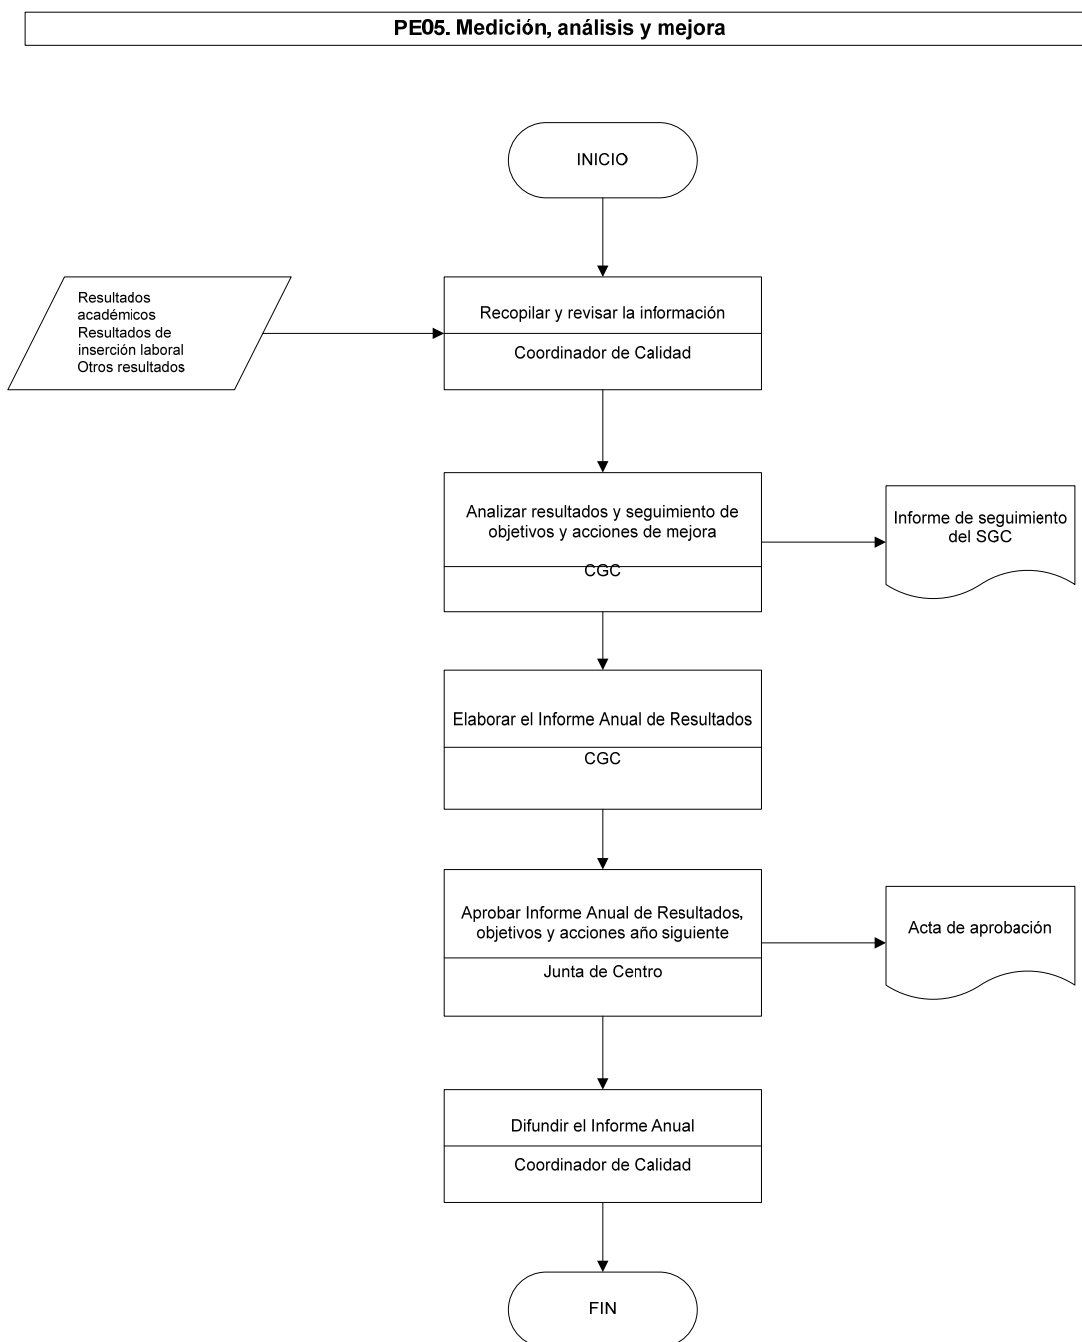 PE05. Medición, análisis y mejora
INICIO
Resultados
académicos
Resultados de
inserción laboral
Otros resultados
Recopilar y revisar la información
Coordinador de Calidad
Analizar resultados y seguimiento de
objetivos y acciones de mejora
CGC
Informe de seguimiento
del SGC
Elaborar el Informe Anual de Resultados
CGC
Aprobar Informe Anual de Resultados,
objetivos y acciones año siguiente
Junta de Centro
Acta de aprobación
Difundir el Informe Anual
Coordinador de Calidad
FIN